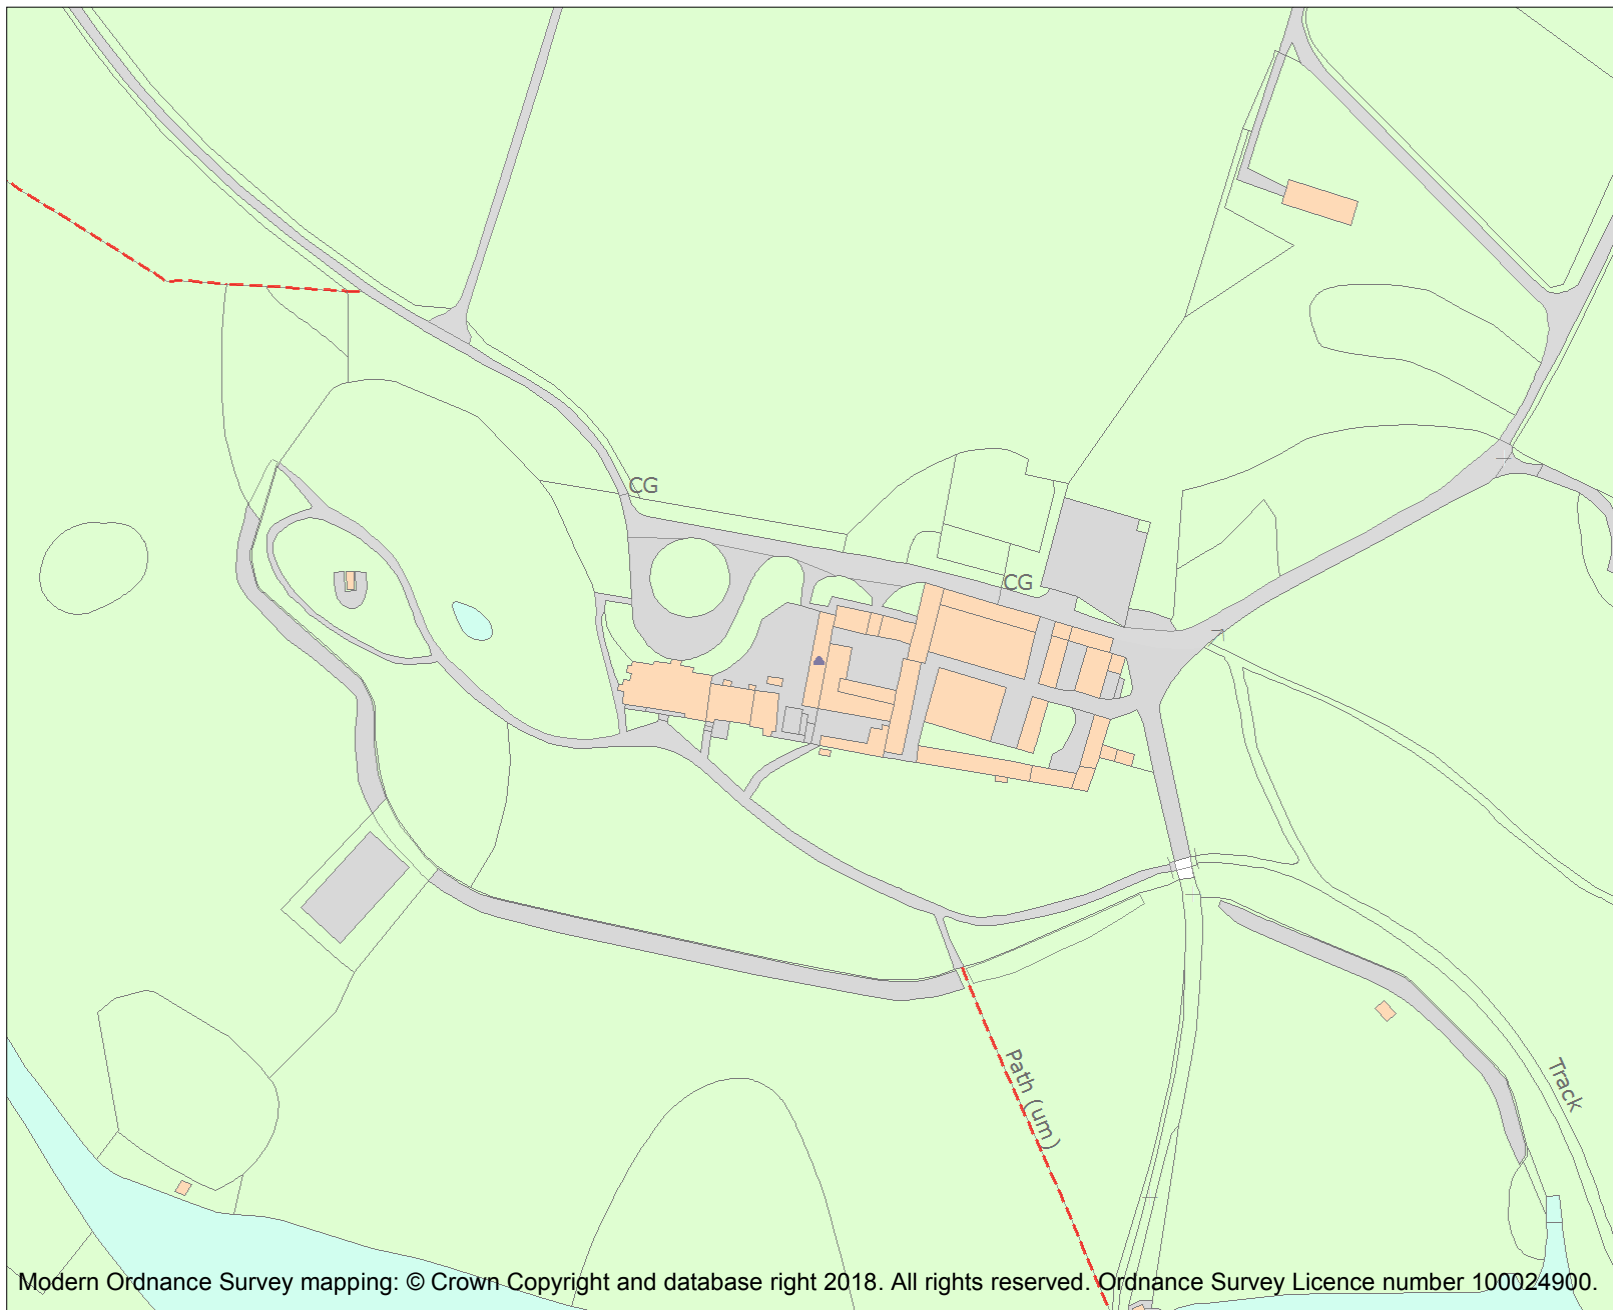 CG
CG
Path (um)
Track
Modern Ordnance Survey mapping: © Crown Copyright and database right 2018. All rights reserved. Ordnance Survey Licence number 100024900.